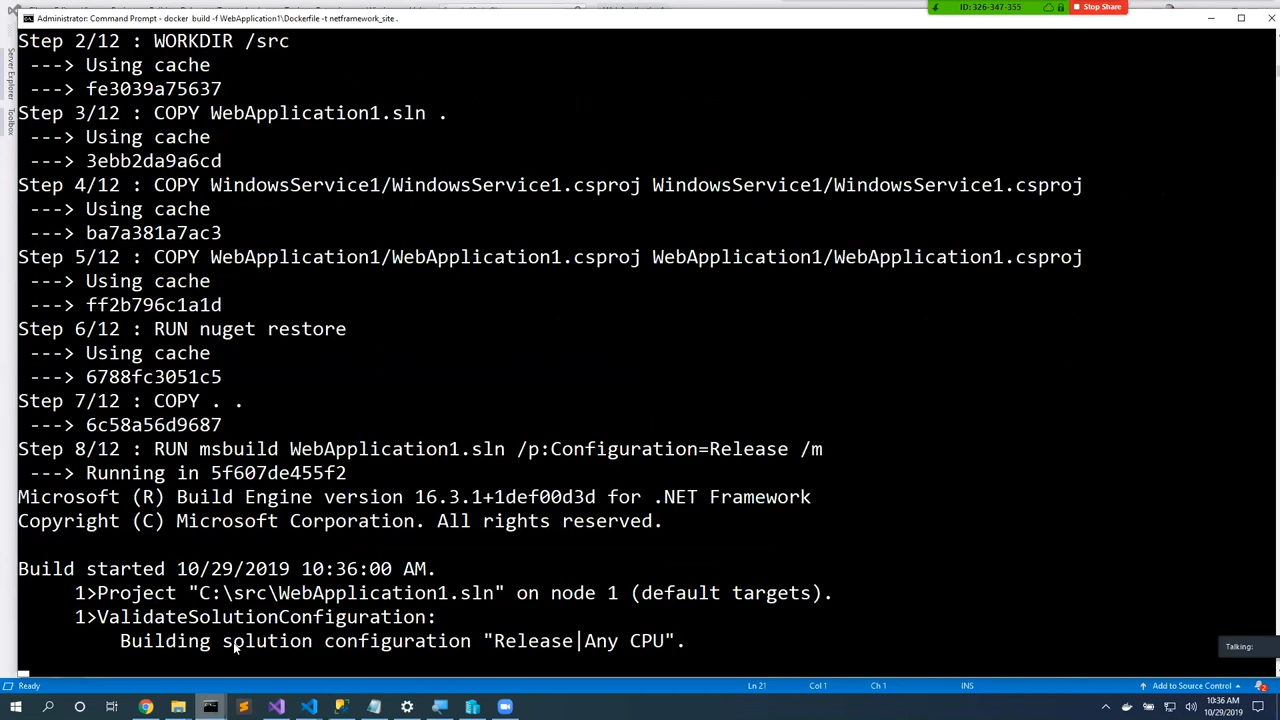 Administrator: Command Prompt - docker build -f WebApplication1\Dockerfile -t netframework_site .
ID: 326-347-355
Stop Share
Server Explorer
Toolbox
Step 2/12 : WORKDIR /src
---> Using cache
---> fe3039a75637
Step 3/12 : COPY WebApplication1.sln .
---> Using cache
---> 3ebb2da9a6cd
Step 4/12 : COPY WindowsService1/WindowsService1.csproj WindowsService1/WindowsService1.csproj
---> Using cache
---> ba7a381a7ac3
Step 5/12 : COPY WebApplication1/WebApplication1.csproj WebApplication1/WebApplication1.csproj
---> Using cache
---> ff2b796c1a1d
Step 6/12 : RUN nuget restore
---> Using cache
---> 6788fc3051c5
Step 7/12 : COPY . .
---> 6c58a56d9687
Step 8/12 : RUN msbuild WebApplication1.sln /p:Configuration=Release /m
---> Running in 5f607de455f2
Microsoft (R) Build Engine version 16.3.1+1def00d3d for .NET Framework
Copyright (C) Microsoft Corporation. All rights reserved.
Build started 10/29/2019 10:36:00 AM.
1>Project "C:\src\WebApplication1.sln" on node 1 (default targets).
1>ValidateSolutionConfiguration:
Building solution configuration "Release|Any CPU".
Talking:
Ready
Ln 21
Col 1
Ch 1
INS
Add to Source Control
2
10:36 AM
10/29/2019